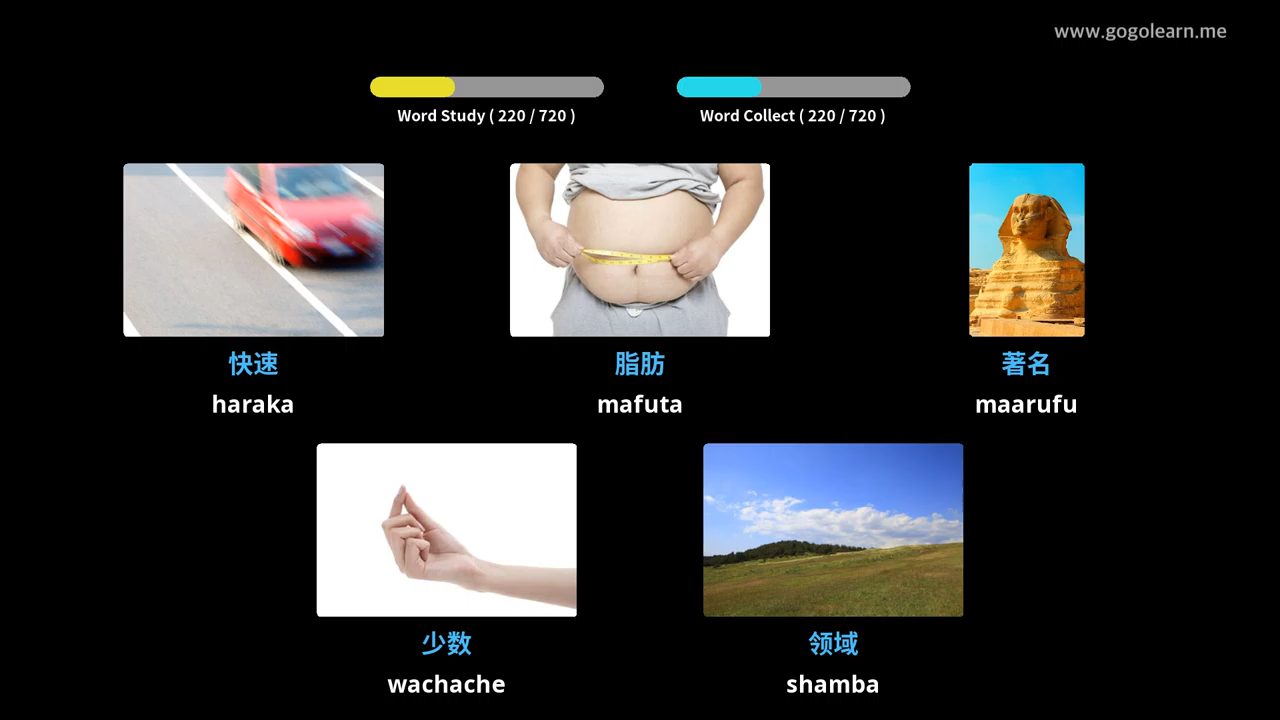 www.gogolearn.me
Word Study ( 220 / 720 )
Word Collect ( 220 / 720 )
快速
脂肪
著名
haraka
mafuta
maarufu
少数
领域
wachache
shamba